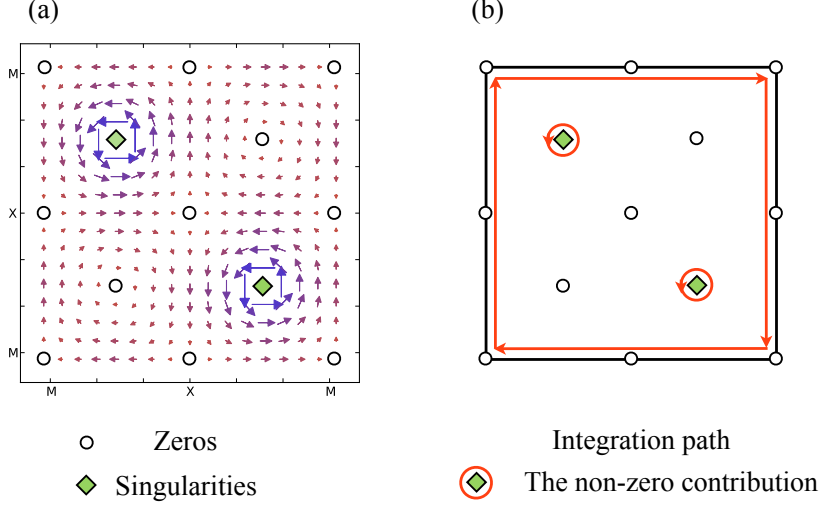 (a)
(b)
M
X
M
M
X
M
Zeros
Singularities
Integration path
The non-zero contribution